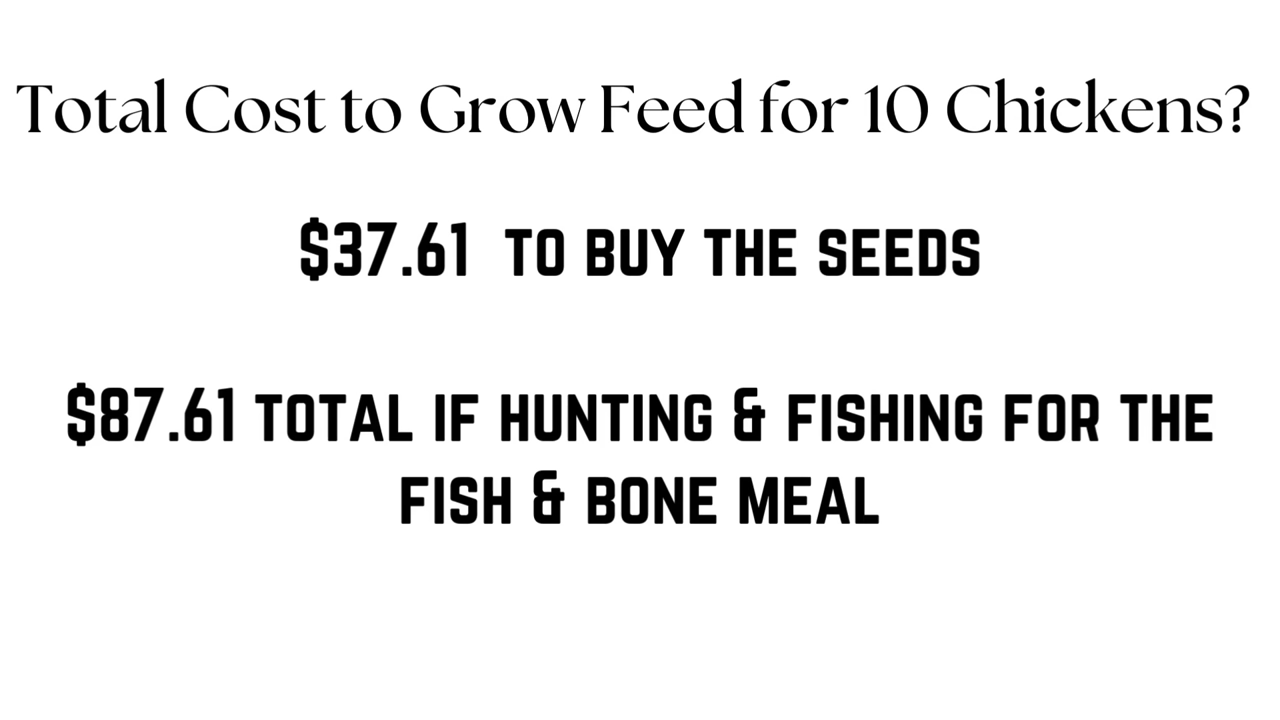 Total Cost to Grow Feed for 10 Chickens?
$37.61 TO BUY THE SEEDS
$87.61 TOTAL IF HUNTING & FISHING FOR THE
FISH & BONE MEAL